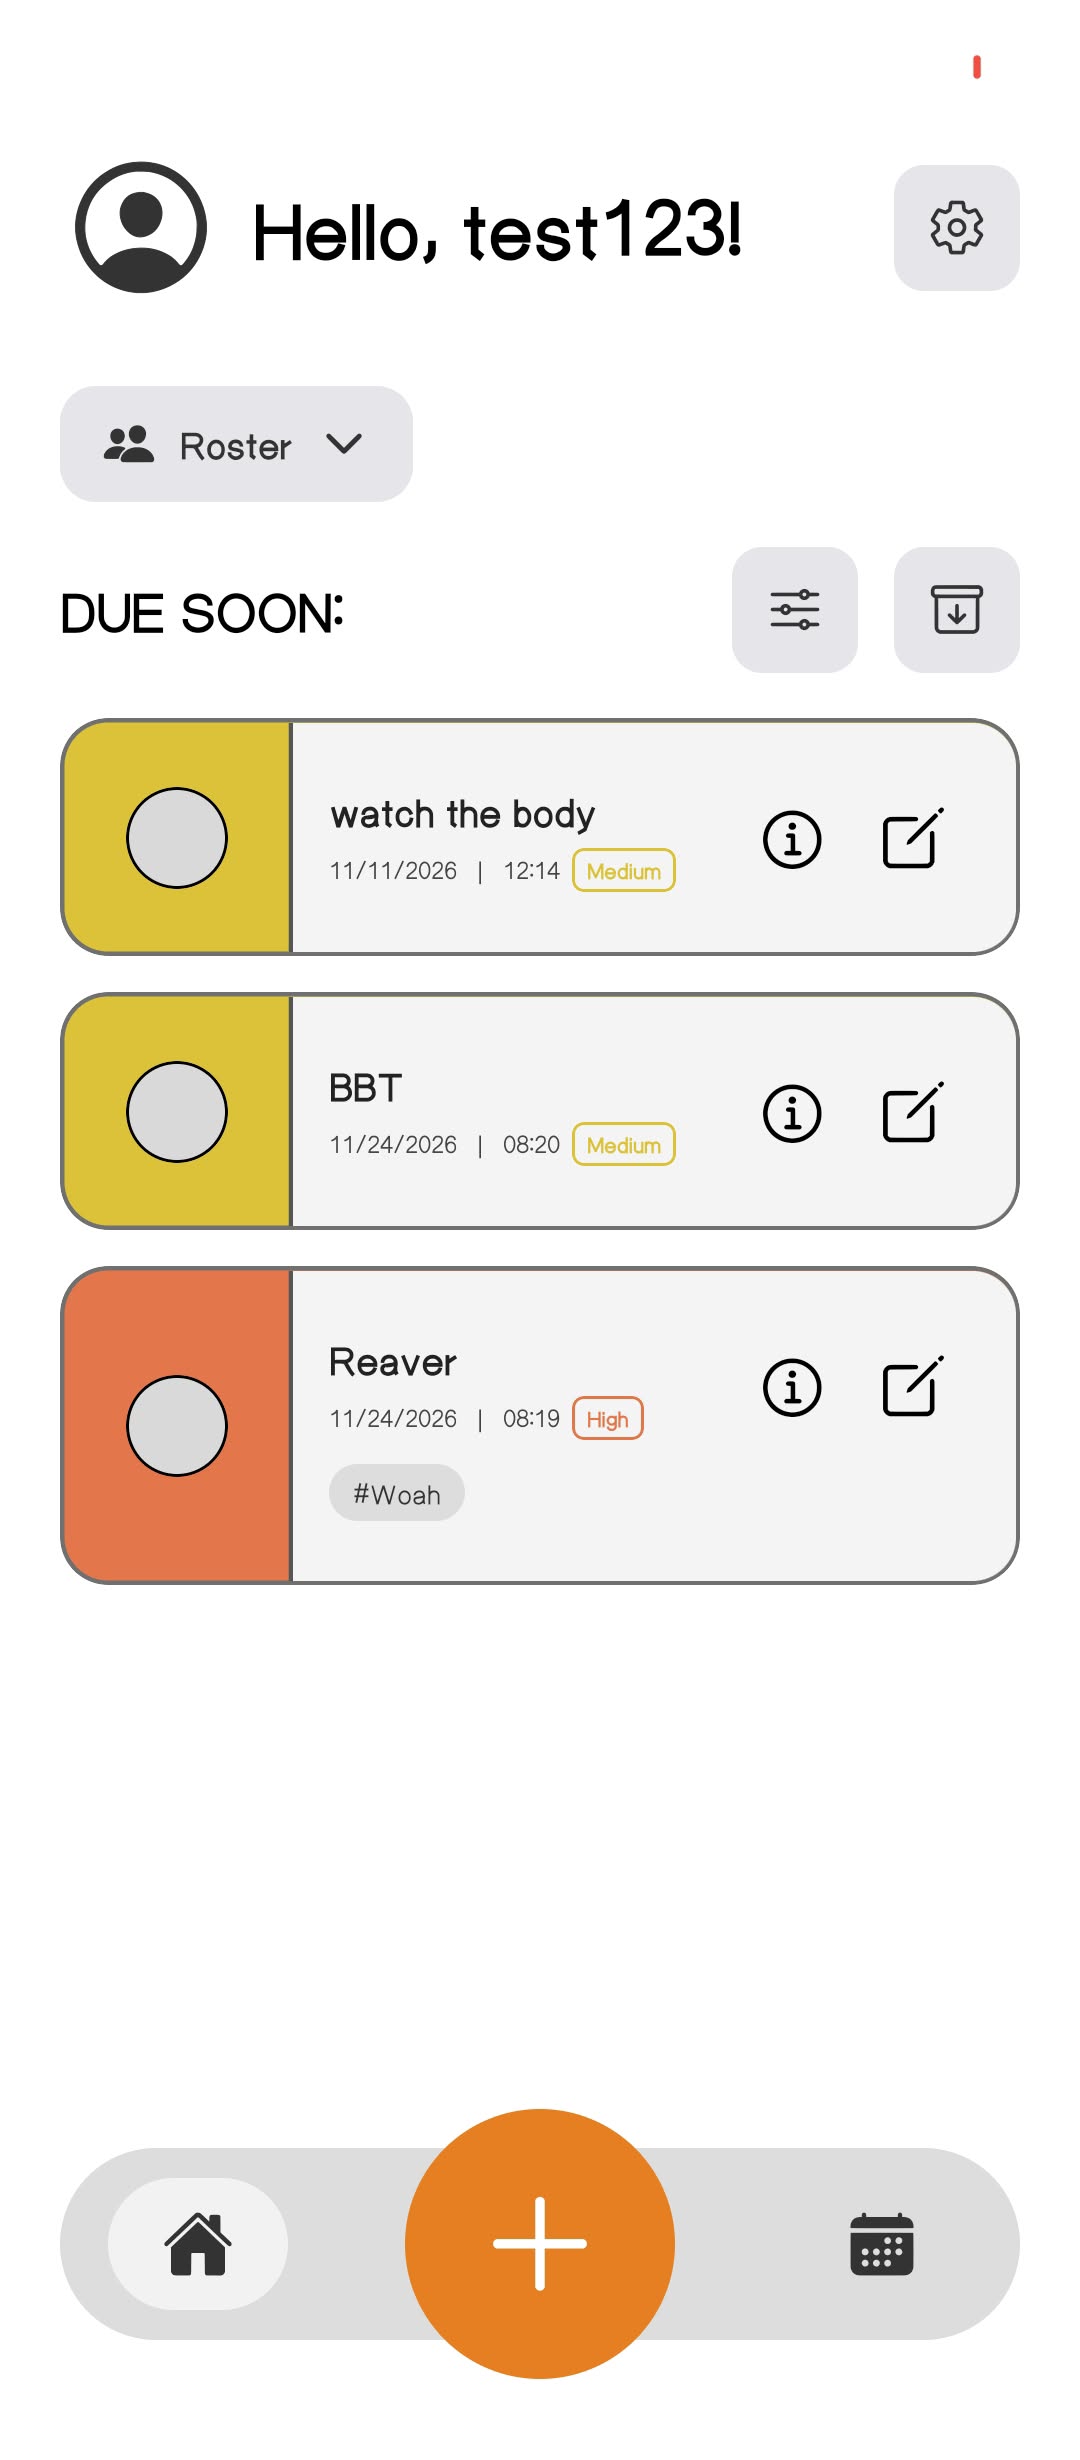 Hello, test123!
Roster
DUE SOON:
watch the body
11/11/2026 | 12:14 Medium
BBT
11/24/2026 | 08:20 Medium
Reaver
11/24/2026 | 08:19 High
#Woah